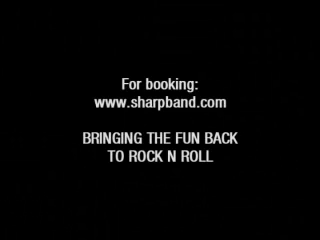 For booking:
www.sharpband.com
BRINGING THE FUN BACK
TO ROCK N ROLL